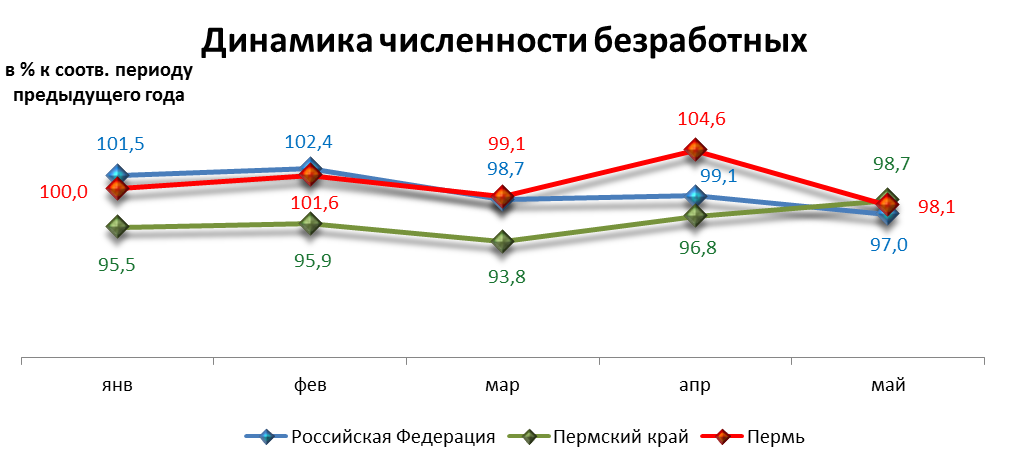 Динамика численности безработных
в % к соотв. периоду
предыдущего года
101,5
102,4
99,1
98,7
104,6
99,1
98,7
100,0
101,6
98,1
95,5
95,9
93,8
96,8
97,0
янв
фев
мар
апр
май
Российская Федерация
Пермский край
Пермь